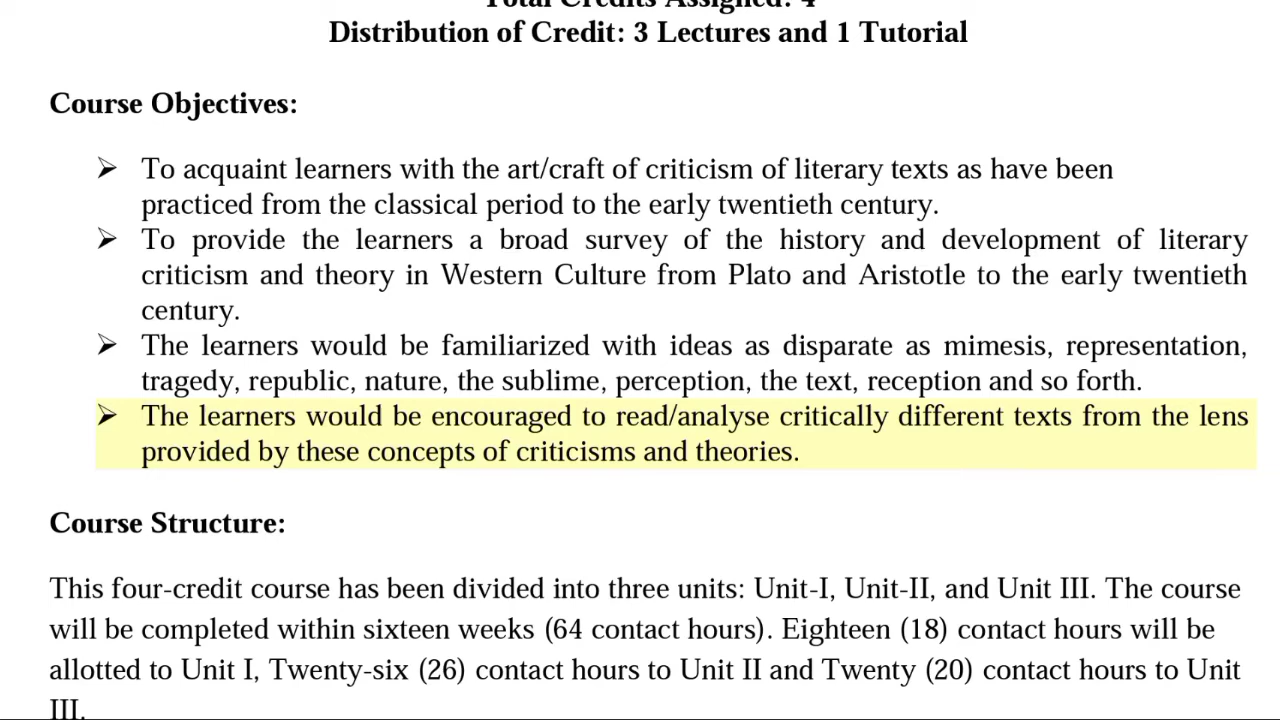 Total Credits Assigned: 4
Distribution of Credit: 3 Lectures and 1 Tutorial
Course Objectives:
➢ To acquaint learners with the art/craft of criticism of literary texts as have been
practiced from the classical period to the early twentieth century.
➢ To provide the learners a broad survey of the history and development of literary
criticism and theory in Western Culture from Plato and Aristotle to the early twentieth
century.
➢ The learners would be familiarized with ideas as disparate as mimesis, representation,
tragedy, republic, nature, the sublime, perception, the text, reception and so forth.
➢ The learners would be encouraged to read/analyse critically different texts from the lens
provided by these concepts of criticisms and theories.
Course Structure:
This four-credit course has been divided into three units: Unit-I, Unit-II, and Unit III. The course
will be completed within sixteen weeks (64 contact hours). Eighteen (18) contact hours will be
allotted to Unit I, Twenty-six (26) contact hours to Unit II and Twenty (20) contact hours to Unit
III.